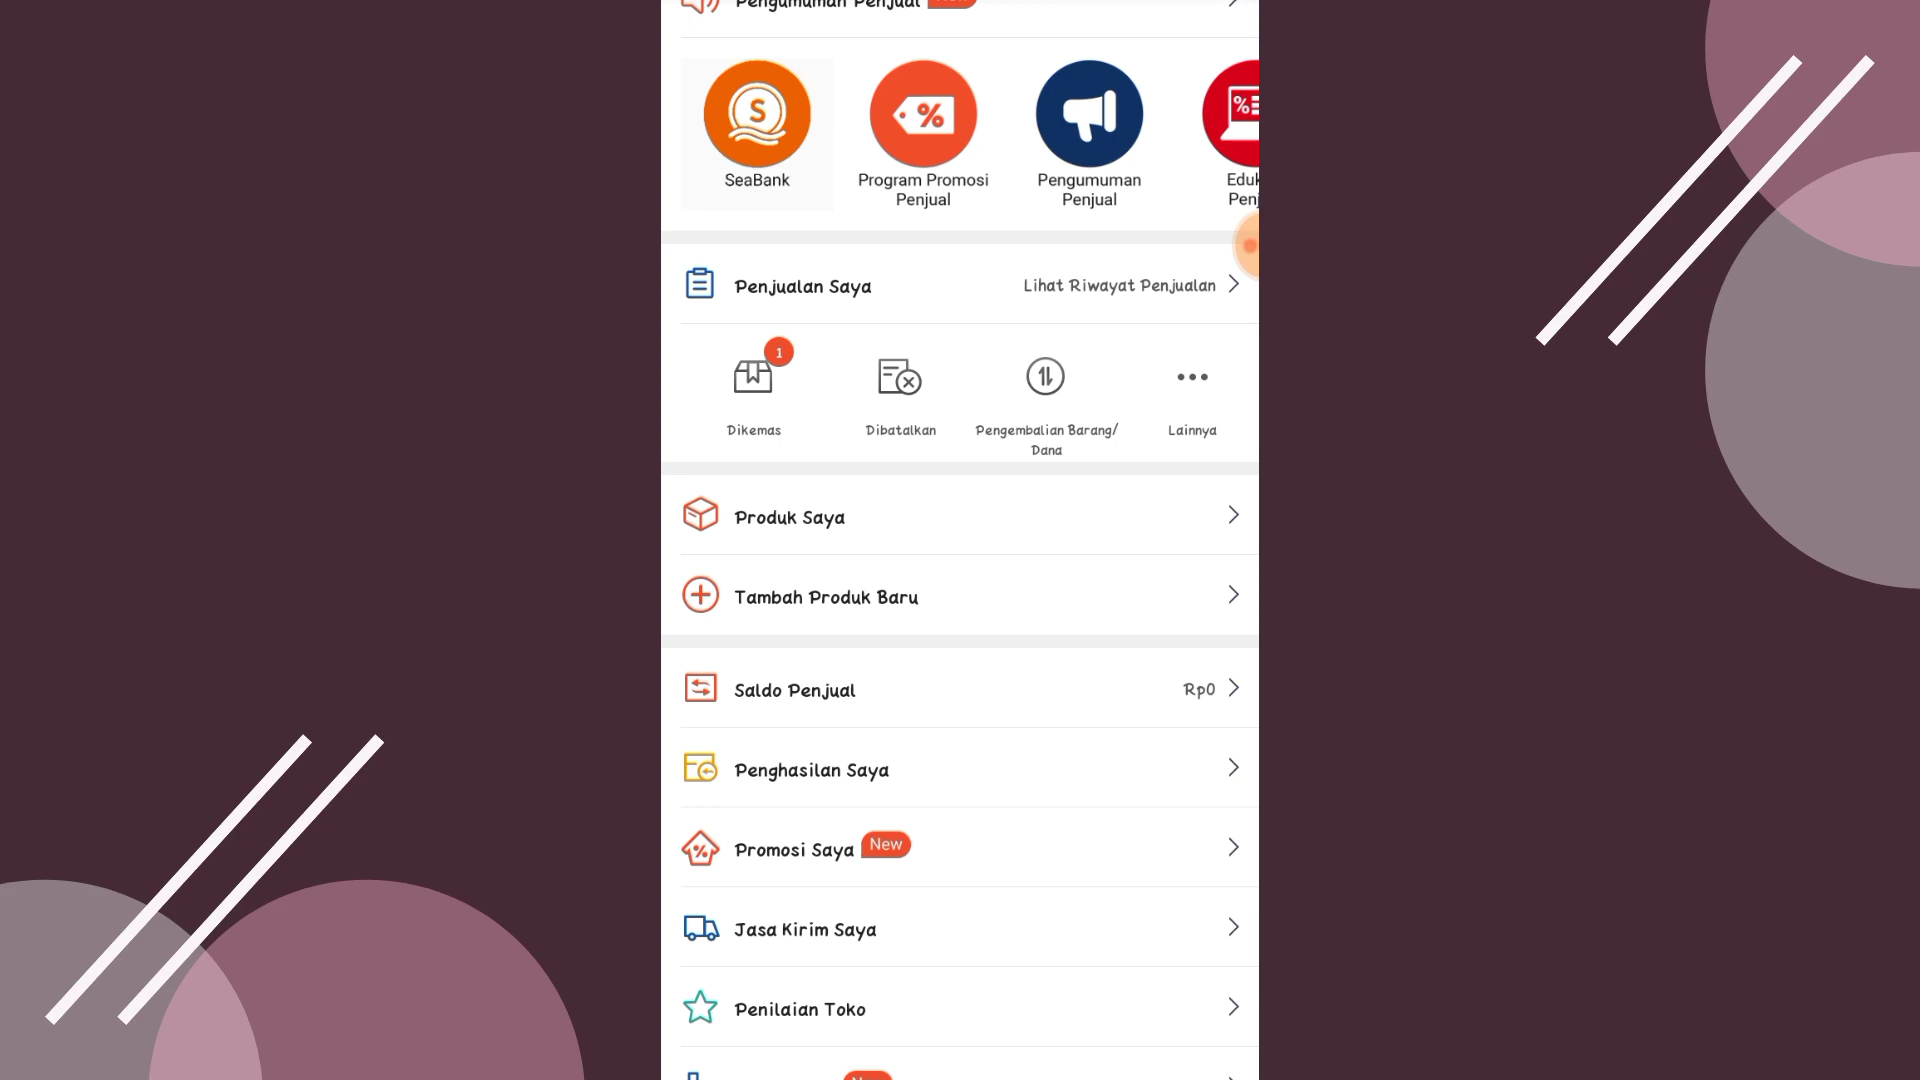 Pengumuman Penjual
SeaBank
Program Promosi
Penjual
Pengumuman
Penjual
Penjualan Saya
Lihat Riwayat Penjualan
1
Dikemas
Dibatalkan
Pengembalian Barang/
Dana
Lainnya
Produk Saya
Tambah Produk Baru
Saldo Penjual
Rp0
Penghasilan Saya
Promosi Saya
New
Jasa Kirim Saya
Penilaian Toko